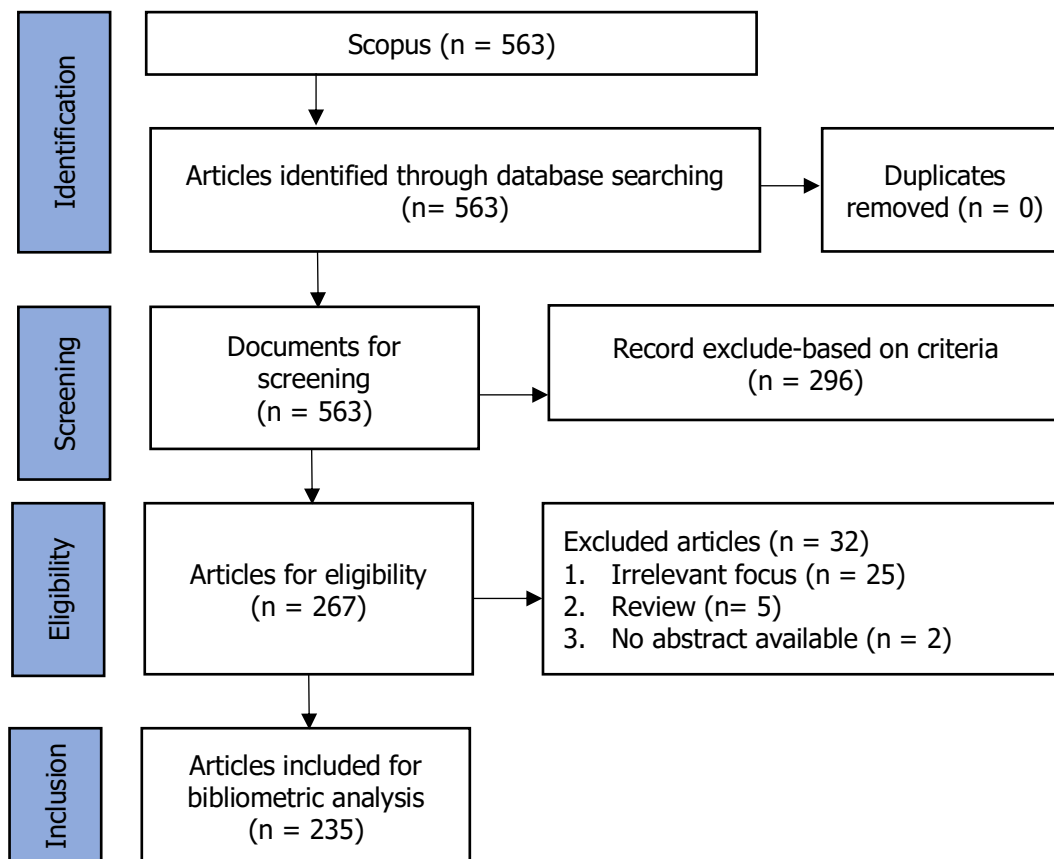 Identification
Scopus (n = 563)
Articles identified through database searching
(n= 563)
Duplicates
removed (n = 0)
Screening
Documents for
screening
(n = 563)
Record exclude-based on criteria
(n = 296)
Eligibility
Articles for eligibility
(n = 267)
Excluded articles (n = 32)
1. Irrelevant focus (n = 25)
2. Review (n= 5)
3. No abstract available (n = 2)
Inclusion
Articles included for
bibliometric analysis
(n = 235)